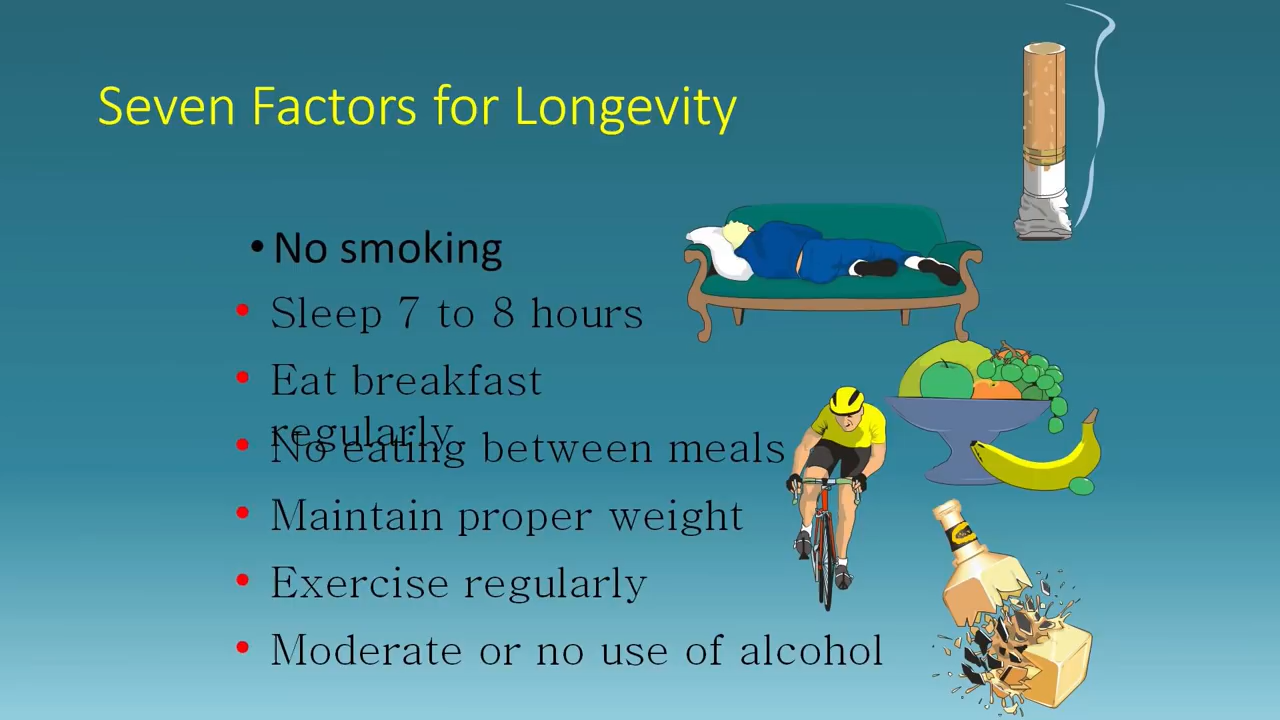 Seven Factors for Longevity
• No smoking
• Sleep 7 to 8 hours
• Eat breakfast
regularly
• No eating between meals
• Maintain proper weight
• Exercise regularly
• Moderate or no use of alcohol